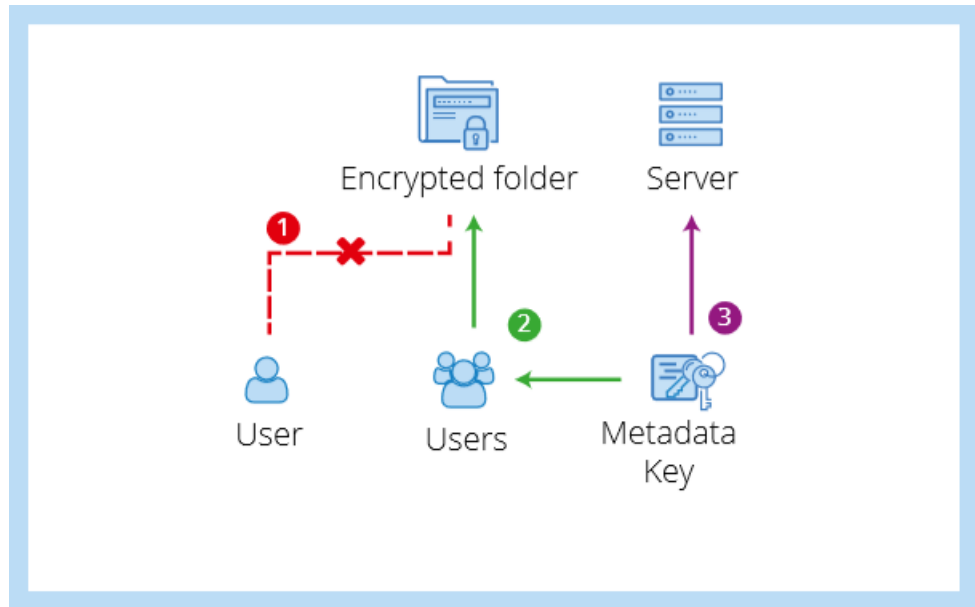 Encrypted folder
Server
1
2
3
User
Users
Metadata
Key